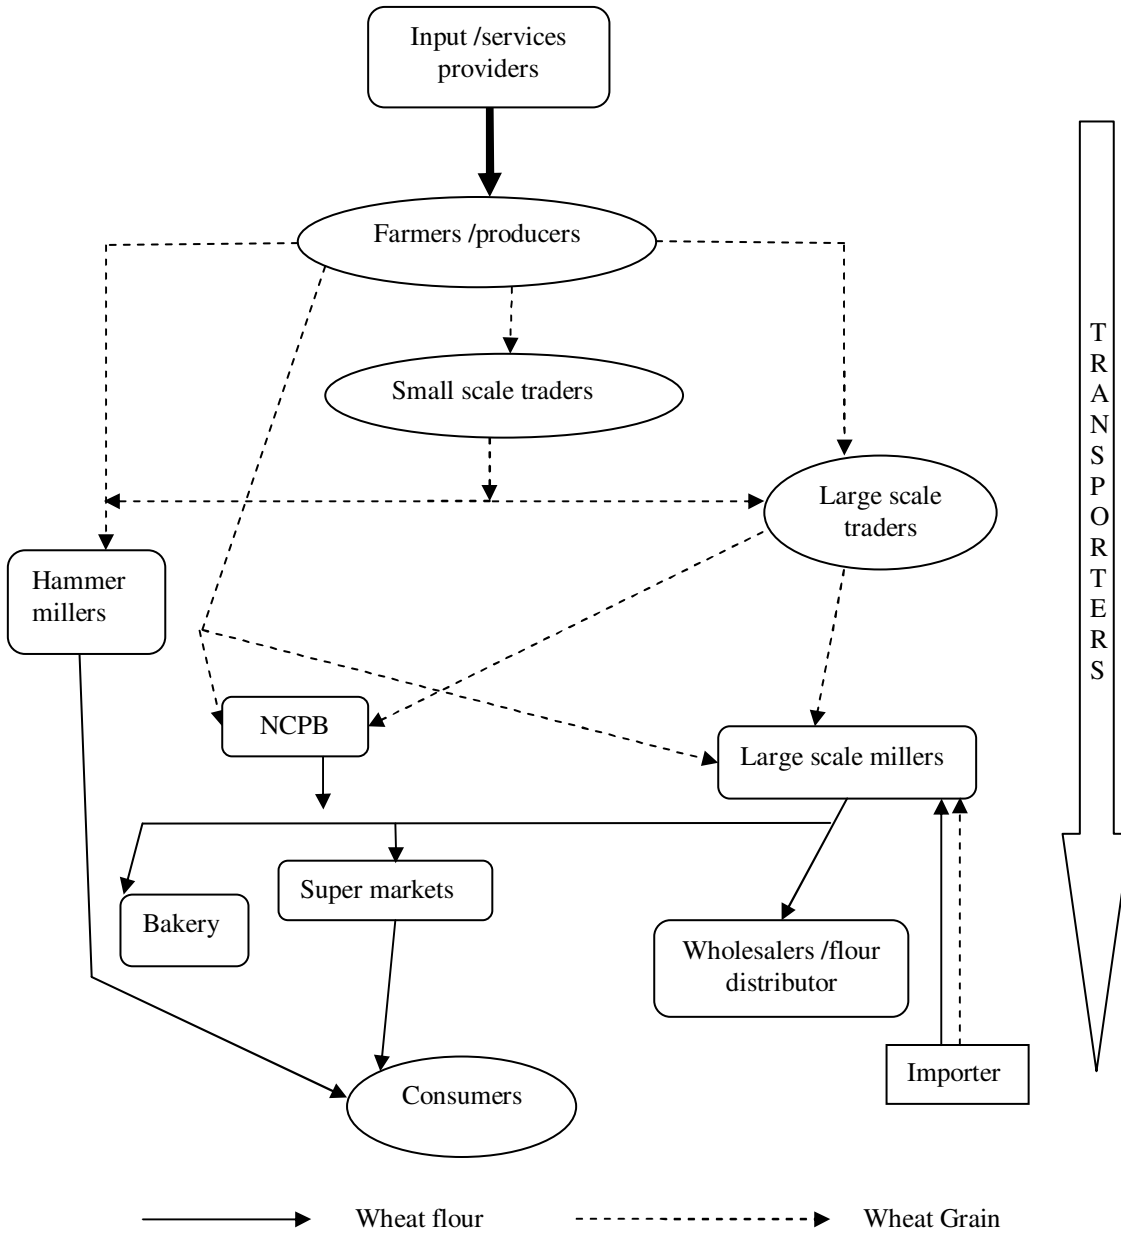 Input /services
providers
Farmers /producers
Small scale traders
Large scale
traders
TRANSPORTERS
Hammer
millers
NCPB
Large scale millers
Super markets
Bakery
Wholesalers /flour
distributor
Importer
Consumers
Wheat flour
Wheat Grain